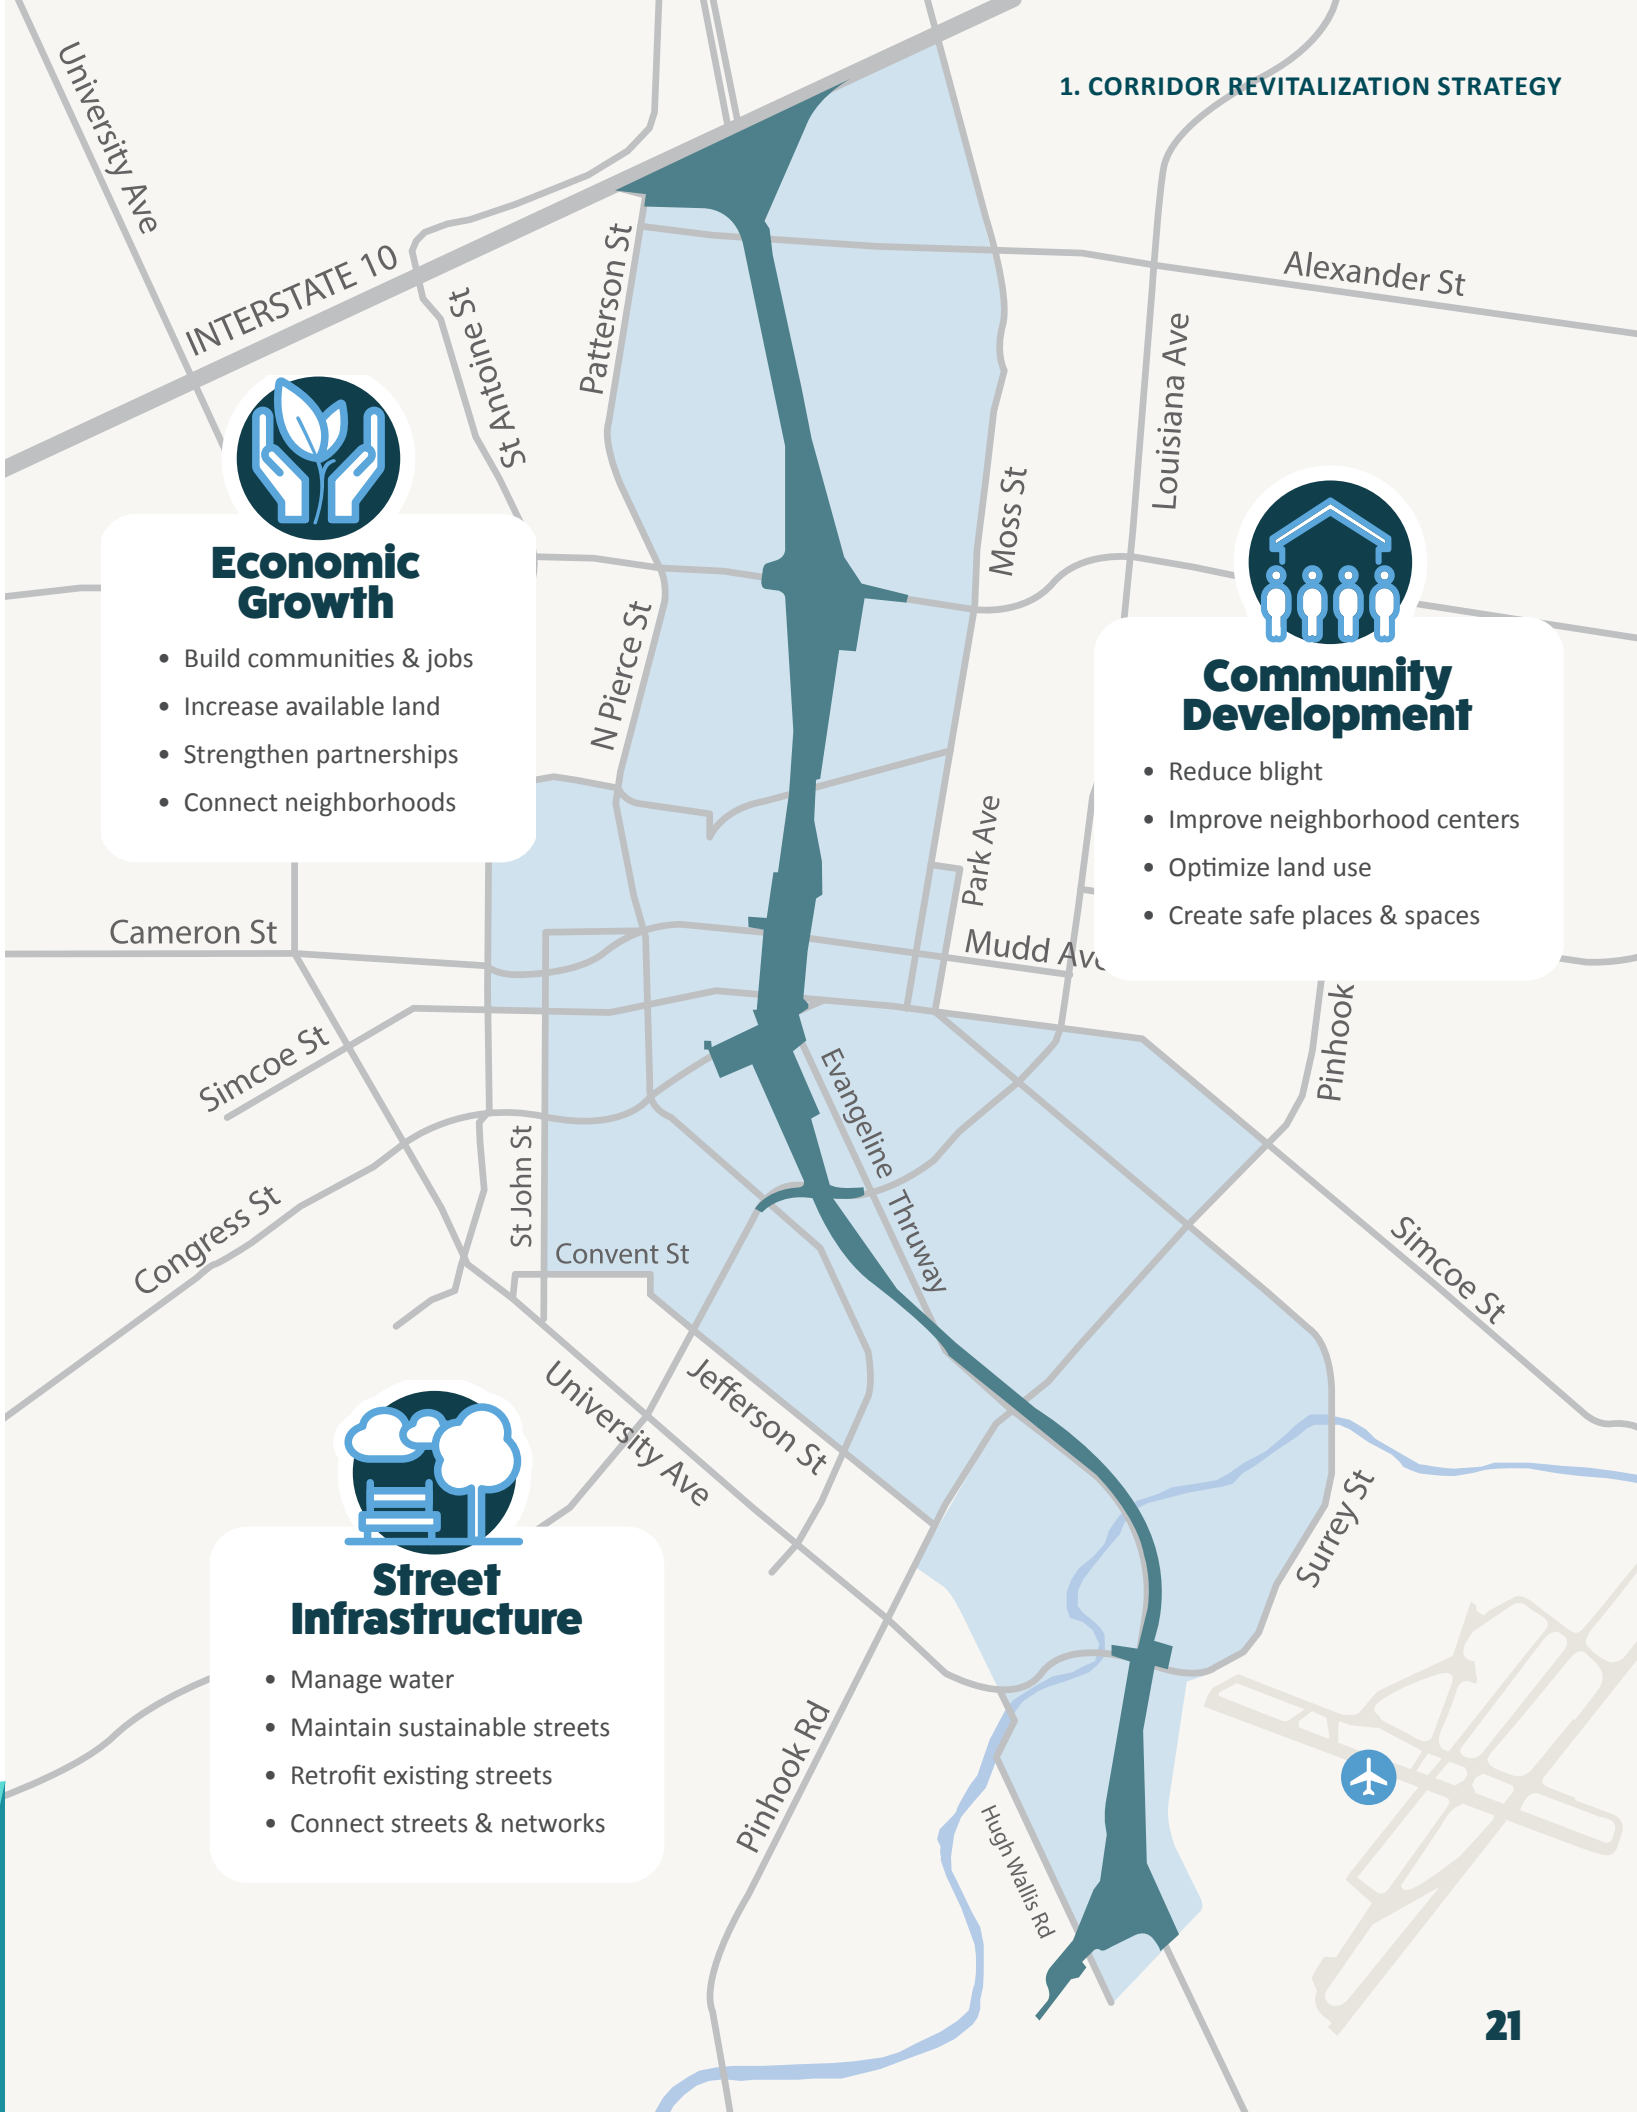 1. CORRIDOR REVITALIZATION STRATEGY
University Ave
INTERSTATE 10
St Antoine St
Patterson St
Alexander St
Louisiana Ave
Moss St
Economic
Growth
• Build communities & jobs
• Increase available land
• Strengthen partnerships
• Connect neighborhoods
N Pierce St
Community
Development
• Reduce blight
• Improve neighborhood centers
• Optimize land use
• Create safe places & spaces
Park Ave
Cameron St
Mudd Ave
Pinhook
Simcoe St
Evangeline Thruway
St John St
Congress St
Convent St
Simcoe St
Jefferson St
University Ave
Surrey St
Street
Infrastructure
• Manage water
• Maintain sustainable streets
• Retrofit existing streets
• Connect streets & networks
Pinhook Rd
Hugh Wallis Rd
21